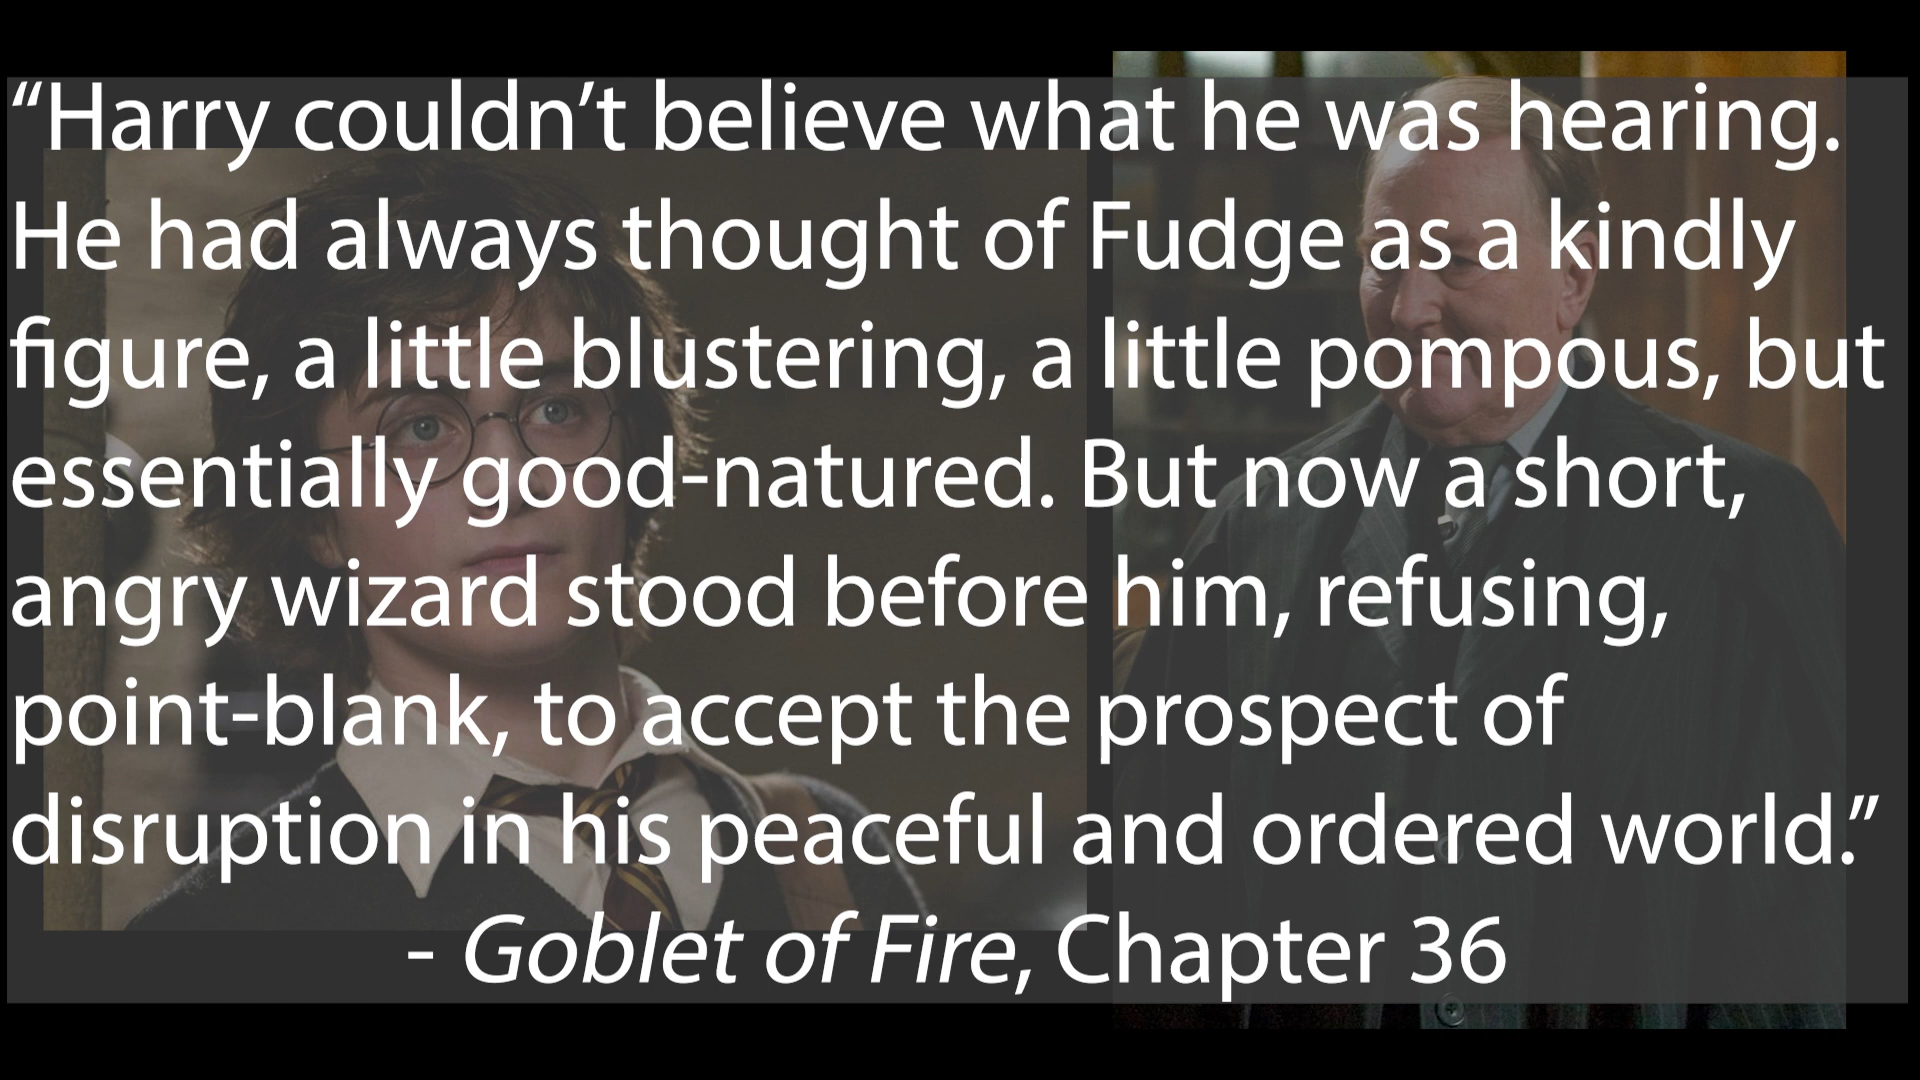 “Harry couldn’t believe what he was hearing.
He had always thought of Fudge as a kindly
figure, a little blustering, a little pompous, but
essentially good-natured. But now a short,
angry wizard stood before him, refusing,
point-blank, to accept the prospect of
disruption in his peaceful and ordered world.”
- Goblet of Fire, Chapter 36